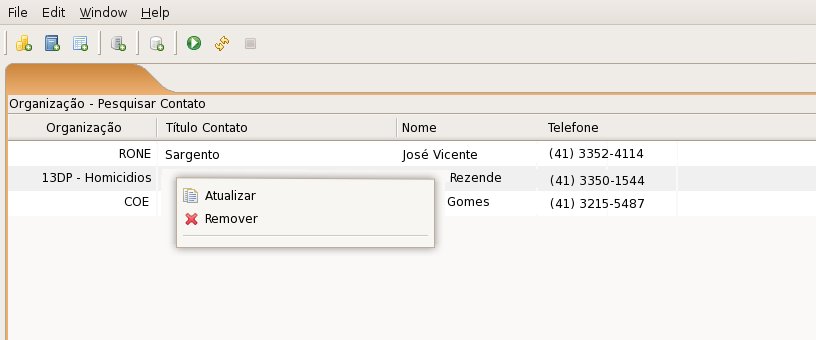 File Edit Window Help
Organização - Pesquisar Contato
Organização Título Contato Nome Telefone
RONE Sargento José Vicente (41) 3352-4114
13DP - Homicidios Rezende (41) 3350-1544
Atualizar
COE Gomes (41) 3215-5487
Remover